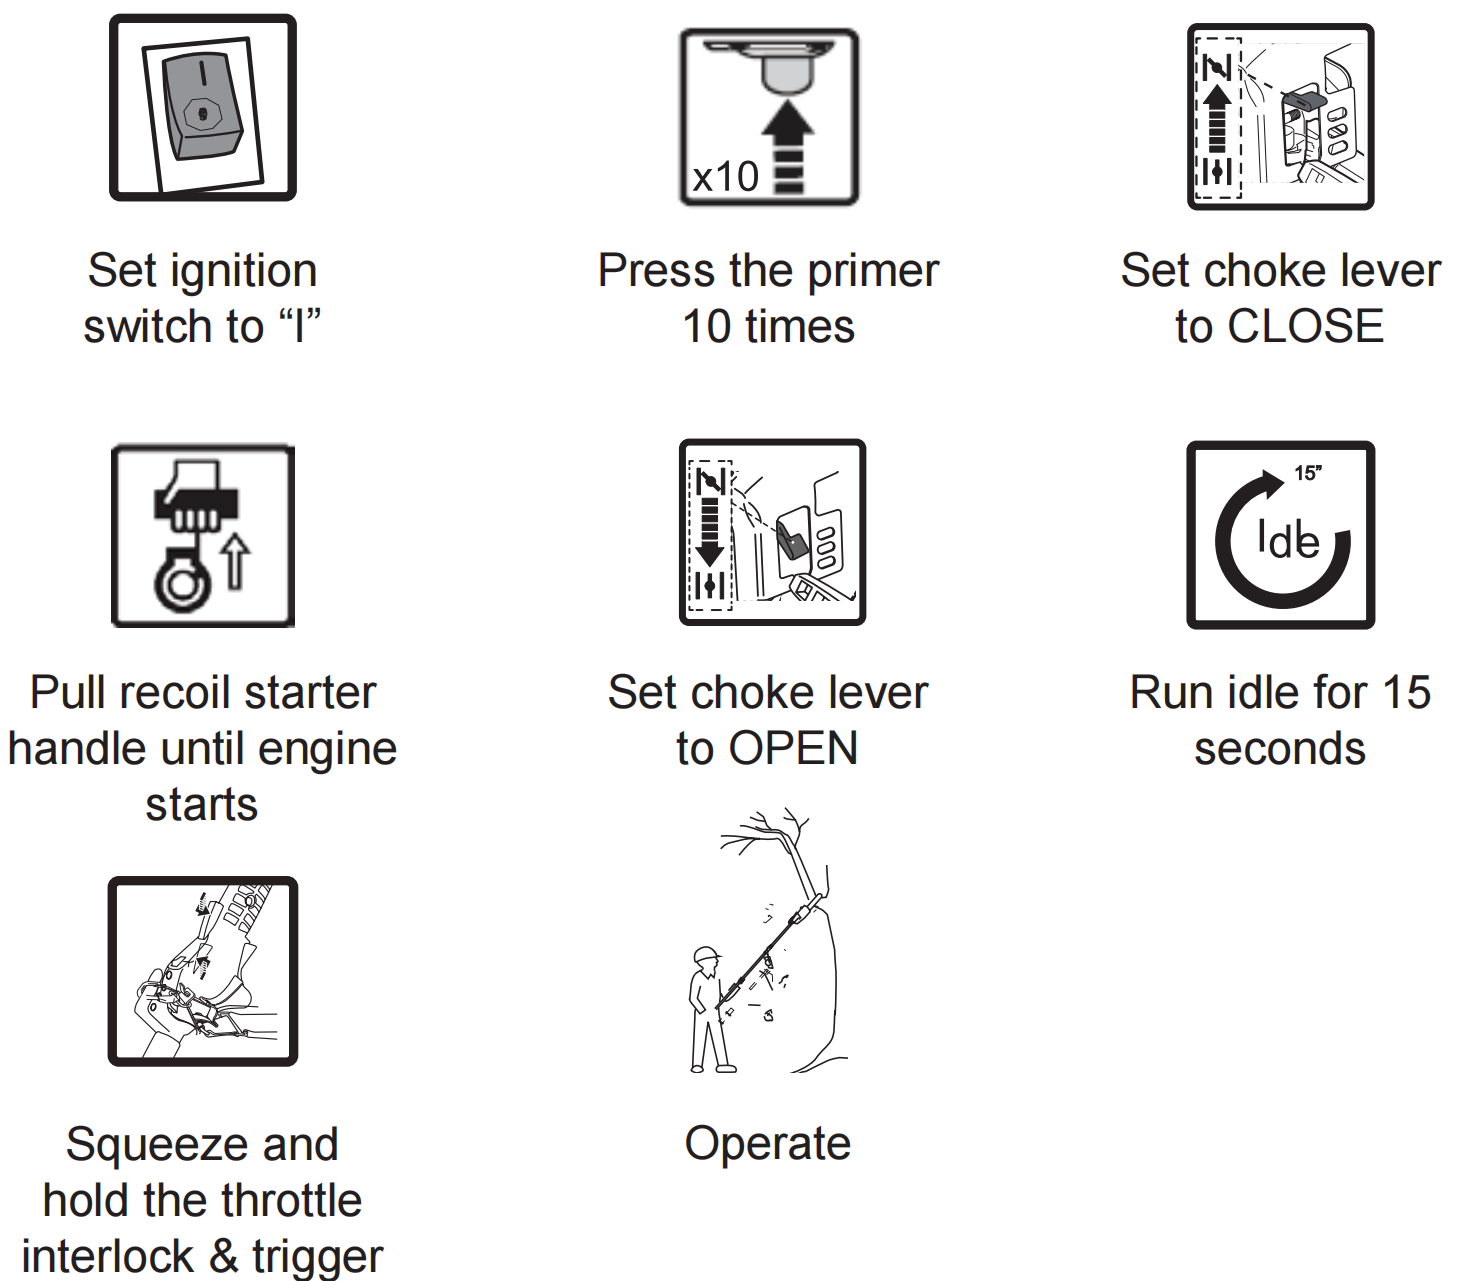 x10
Set ignition
switch to “I”
Press the primer
10 times
Set choke lever
to CLOSE
15”
Idle
Pull recoil starter
handle until engine
starts
Set choke lever
to OPEN
Run idle for 15
seconds
Squeeze and
hold the throttle
interlock & trigger
Operate